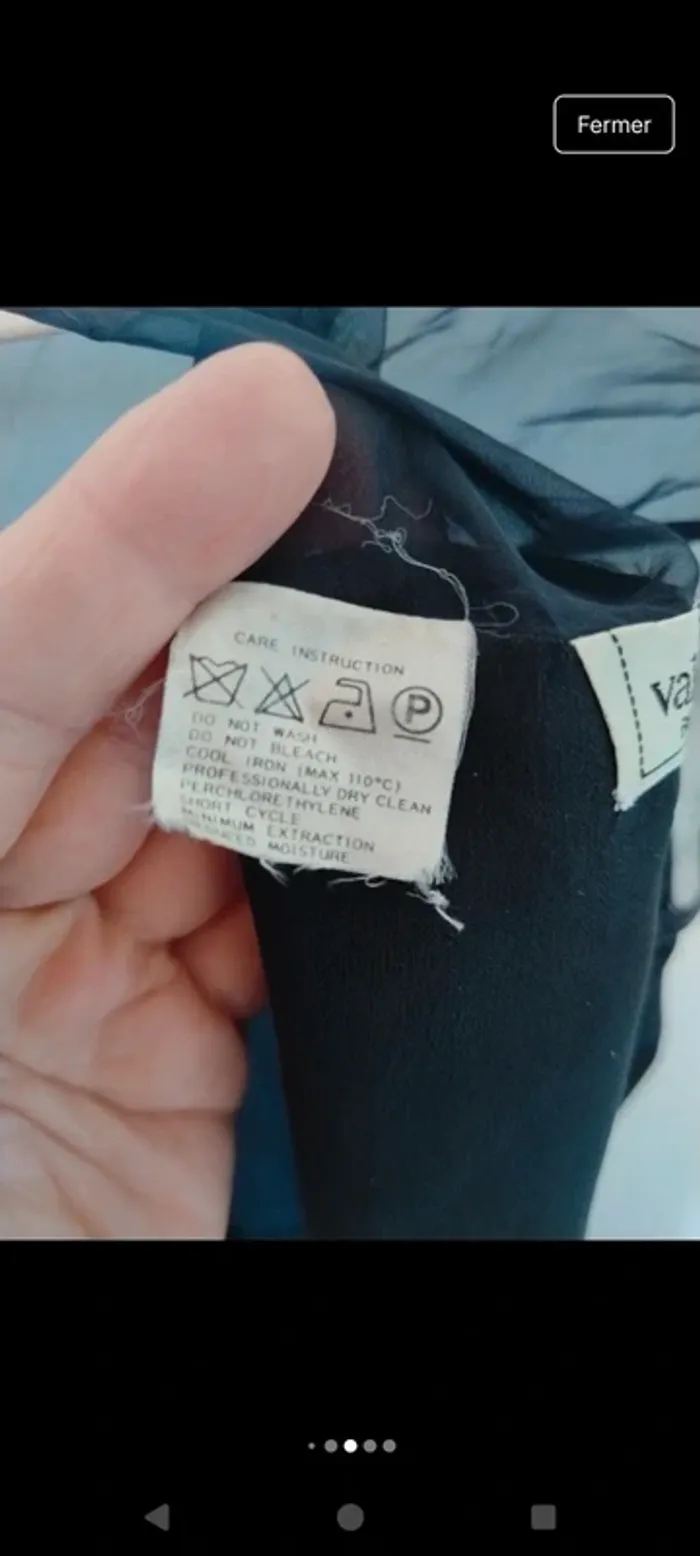 Fermer
CARE INSTRUCTION
P
DO NOT WASH
DO NOT BLEACH
COOL IRON (MAX 110°C)
PROFESSIONALLY DRY CLEAN
PERCHLORETHYLENE
SHORT CYCLE
MINIMUM EXTRACTION
MOISTURE
va